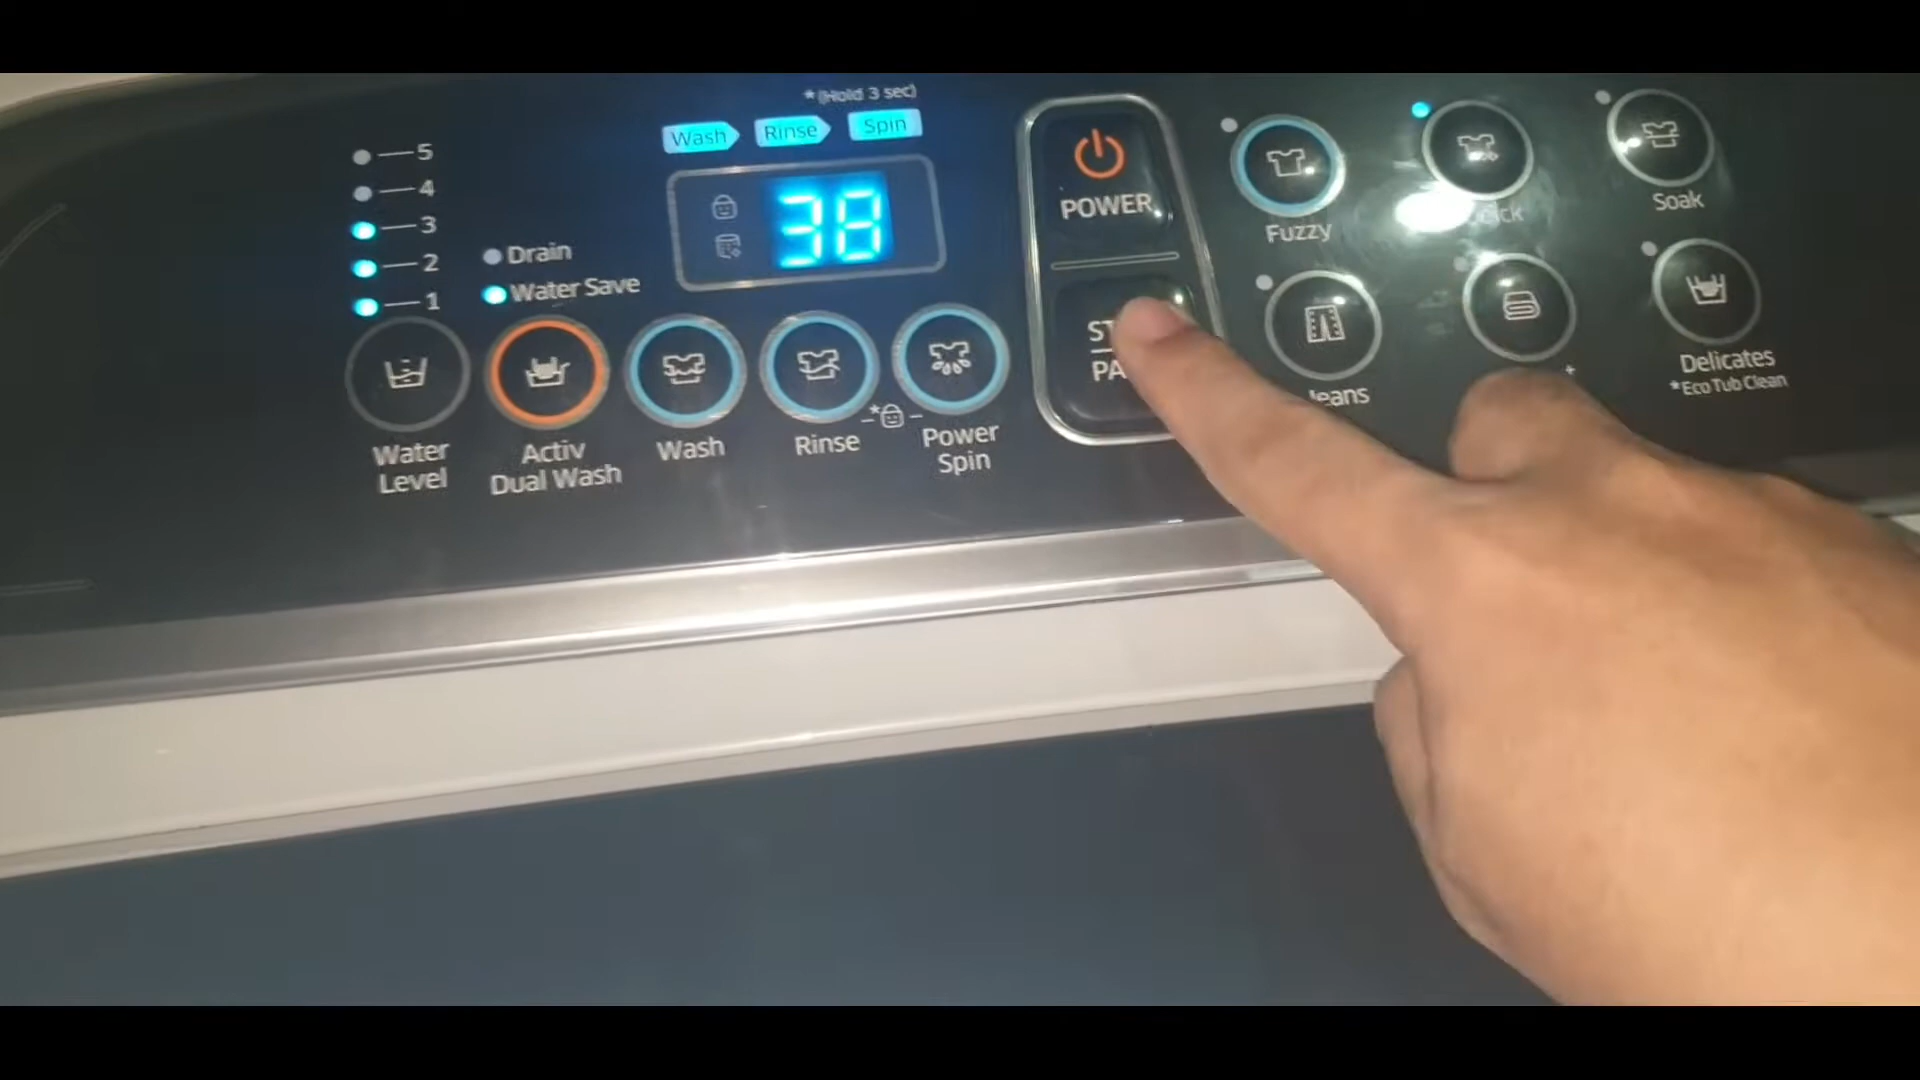 *(Hold 3 sec)
Wash Rinse Spin
5
4
3
2
1
Drain
Water Save
38
POWER
Fuzzy
Soak
Delicates
*Eco Tub Clean
Water
Level
Activ
Dual Wash
Wash
Rinse
*
Power
Spin